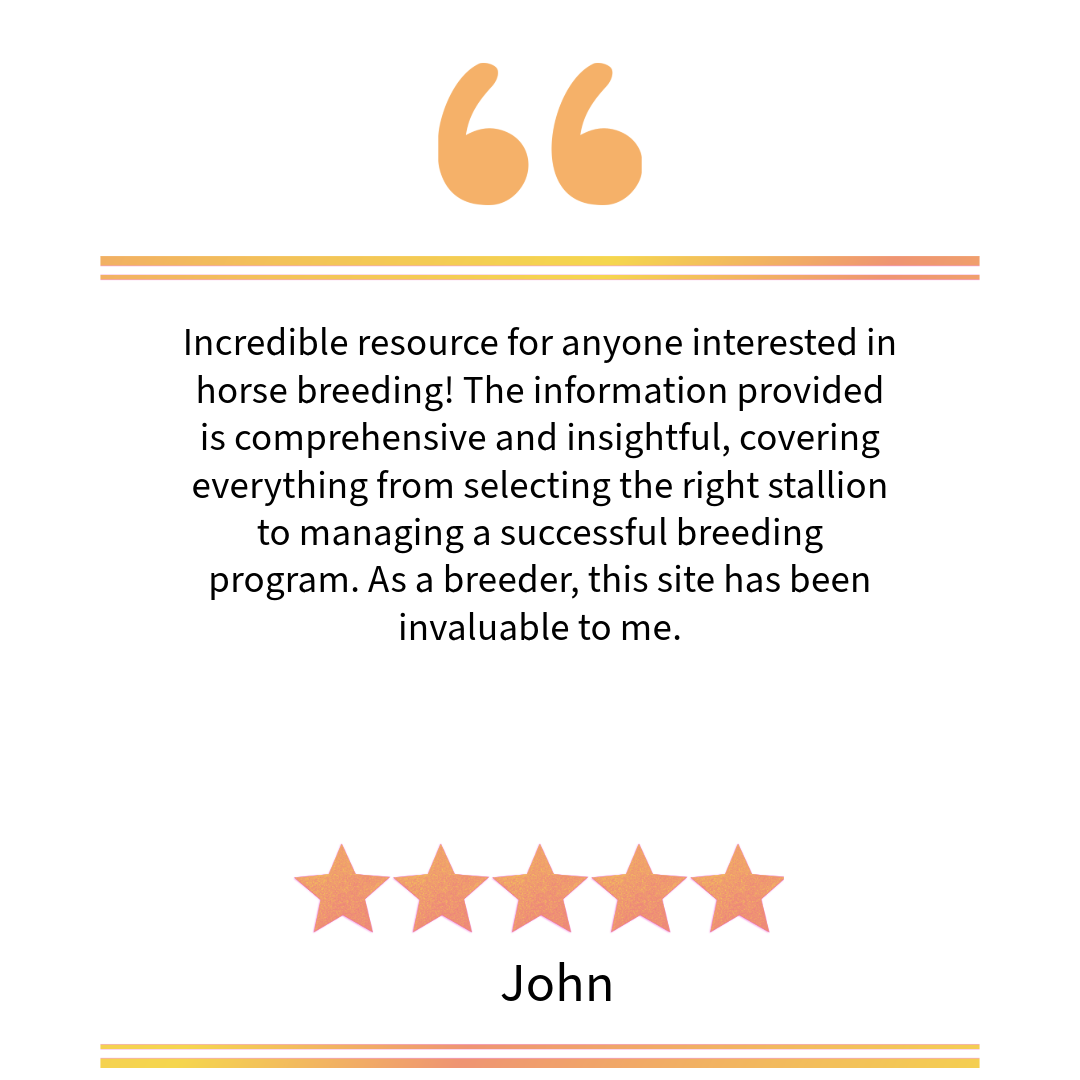 “
Incredible resource for anyone interested in
horse breeding! The information provided
is comprehensive and insightful, covering
everything from selecting the right stallion
to managing a successful breeding
program. As a breeder, this site has been
invaluable to me.
John